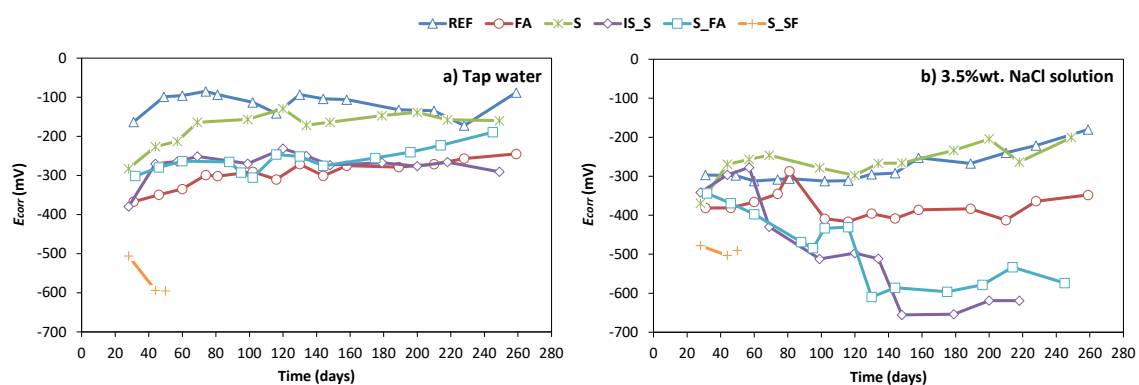 REF FA S IS_S S_FA S_SF
a) Tap water
0
-100
-200
-300
-400
-500
-600
-700
E_corr (mV)
0 20 40 60 80 100 120 140 160 180 200 220 240 260 280
Time (days)
b) 3.5%wt. NaCl solution
0
-100
-200
-300
-400
-500
-600
-700
E_corr (mV)
0 20 40 60 80 100 120 140 160 180 200 220 240 260 280
Time (days)